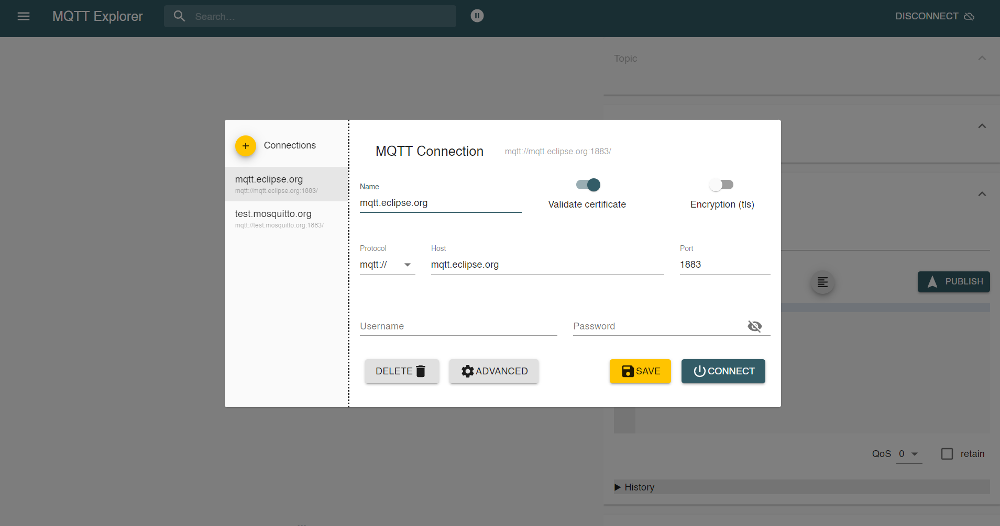 MQTT Explorer
Search...
DISCONNECT
Topic
Connections
mqtt.eclipse.org
mqtt://mqtt.eclipse.org:1883/
test.mosquitto.org
mqtt://test.mosquitto.org:1883/
MQTT Connection
mqtt://mqtt.eclipse.org:1883/
Name
mqtt.eclipse.org
Validate certificate
Encryption (tls)
Protocol
mqtt://
Host
mqtt.eclipse.org
Port
1883
Username
Password
DELETE
ADVANCED
SAVE
CONNECT
PUBLISH
QoS 0
retain
History